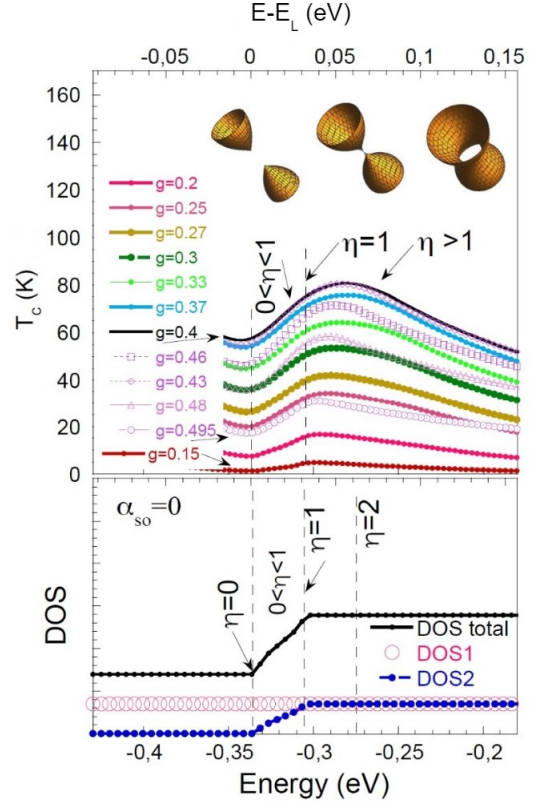 E-E_L (eV)
-0,05 0 0,05 0,1 0,15
160
140
120
100
80
60
40
20
0
T_C (K)
g=0.2
g=0.25
g=0.27
g=0.3
g=0.33
g=0.37
g=0.4
g=0.46
g=0.43
g=0.48
g=0.495
g=0.15
0<η<1
η=1
η >1
α_so=0
η=0
0<η<1
η=1
η=2
DOS
DOS total
DOS1
DOS2
-0,4 -0,35 -0,3 -0,25 -0,2
Energy (eV)